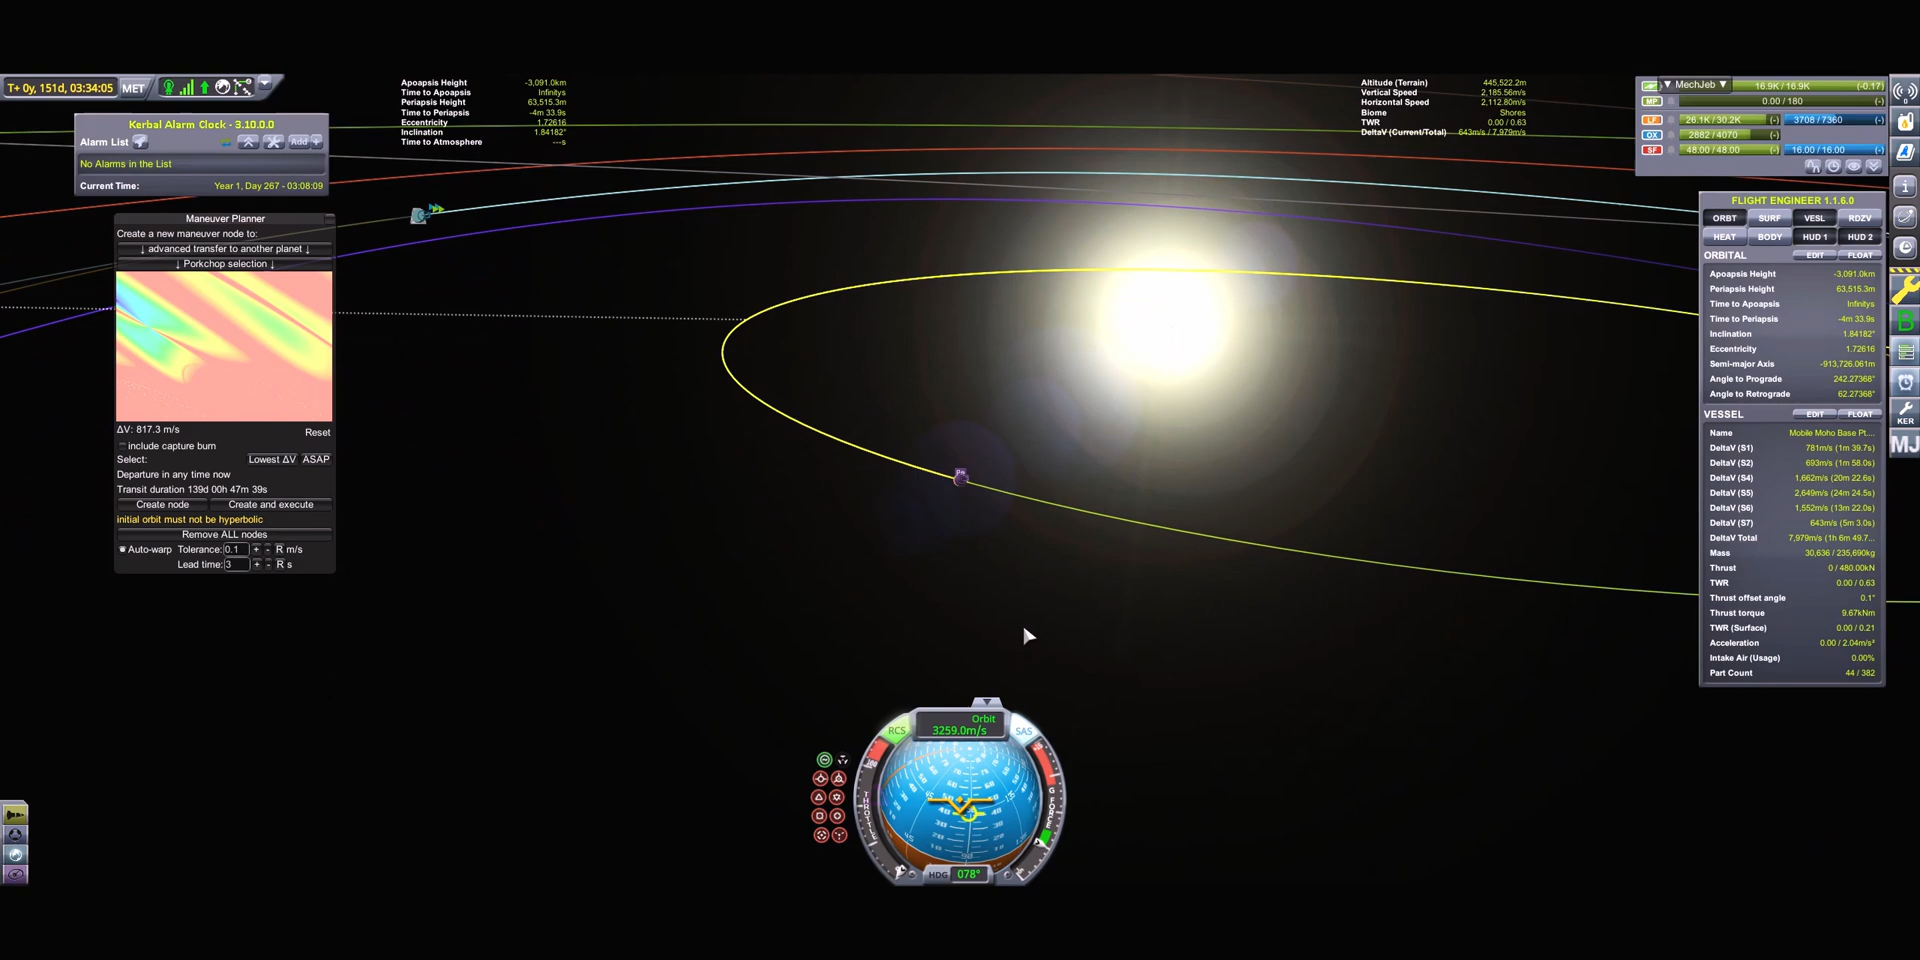 T+ 0y, 151d, 03:34:05 MET
Kerbal Alarm Clock - 3.10.0.0
Alarm List Add +
No Alarms in the List
Current Time: Year 1, Day 267 - 03:08:09
Maneuver Planner
Create a new maneuver node to:
↓ advanced transfer to another planet ↓
↓ Porkchop selection ↓
ΔV: 817.3 m/s
Reset
include capture burn
Select: Lowest ΔV ASAP
Departure in any time now
Transit duration 139d 00h 47m 39s
Create node Create and execute
initial orbit must not be hyperbolic
Remove ALL nodes
Auto-warp Tolerance: 0.1 + - R m/s
Lead time: 3 + - R s
Apoapsis Height -3,091.0km
Time to Apoapsis Infinitys
Periapsis Height 63,515.3m
Time to Periapsis -4m 33.9s
Eccentricity 1.72616
Inclination 1.84182°
Time to Atmosphere ---s
Altitude (Terrain) 445,522.2m
Vertical Speed 2,185.56m/s
Horizontal Speed 2,112.80m/s
Biome Shores
TWR 0.00 / 0.63
DeltaV (Current/Total) 643m/s / 7,979m/s
▼ MechJeb ▼ 16.9K / 16.9K (-0.17)
MP 0.00 / 180 (-)
LF 26.1K / 30.2K (-) 3708 / 7360 (-)
OX 2882 / 4070 (-)
SF 48.00 / 48.00 (-) 16.00 / 16.00 (-)
FLIGHT ENGINEER 1.1.6.0
ORBT SURF VESL RDZV
HEAT BODY HUD 1 HUD 2
ORBITAL EDIT FLOAT
Apoapsis Height -3,091.0km
Periapsis Height 63,515.3m
Time to Apoapsis Infinitys
Time to Periapsis -4m 33.9s
Inclination 1.84182°
Eccentricity 1.72616
Semi-major Axis -913,726.061m
Angle to Prograde 242.27368°
Angle to Retrograde 62.27368°
VESSEL EDIT FLOAT
Name Mobile Moho Base Pt....
DeltaV (S1) 781m/s (1m 39.7s)
DeltaV (S2) 693m/s (1m 58.0s)
DeltaV (S4) 1,662m/s (20m 22.6s)
DeltaV (S5) 2,649m/s (24m 24.5s)
DeltaV (S6) 1,552m/s (13m 22.0s)
DeltaV (S7) 643m/s (5m 3.0s)
DeltaV Total 7,979m/s (1h 6m 49.7...
Mass 30,636 / 235,690kg
Thrust 0 / 480.00kN
TWR 0.00 / 0.63
Thrust offset angle 0.1°
Thrust torque 9.67kNm
TWR (Surface) 0.00 / 0.21
Acceleration 0.00 / 2.04m/s²
Intake Air (Usage) 0.00%
Part Count 44 / 382
B
KER
MJ
Pe
Orbit
3259.0m/s
RCS SAS
THROTTLE
G FORCE
HDG 078°